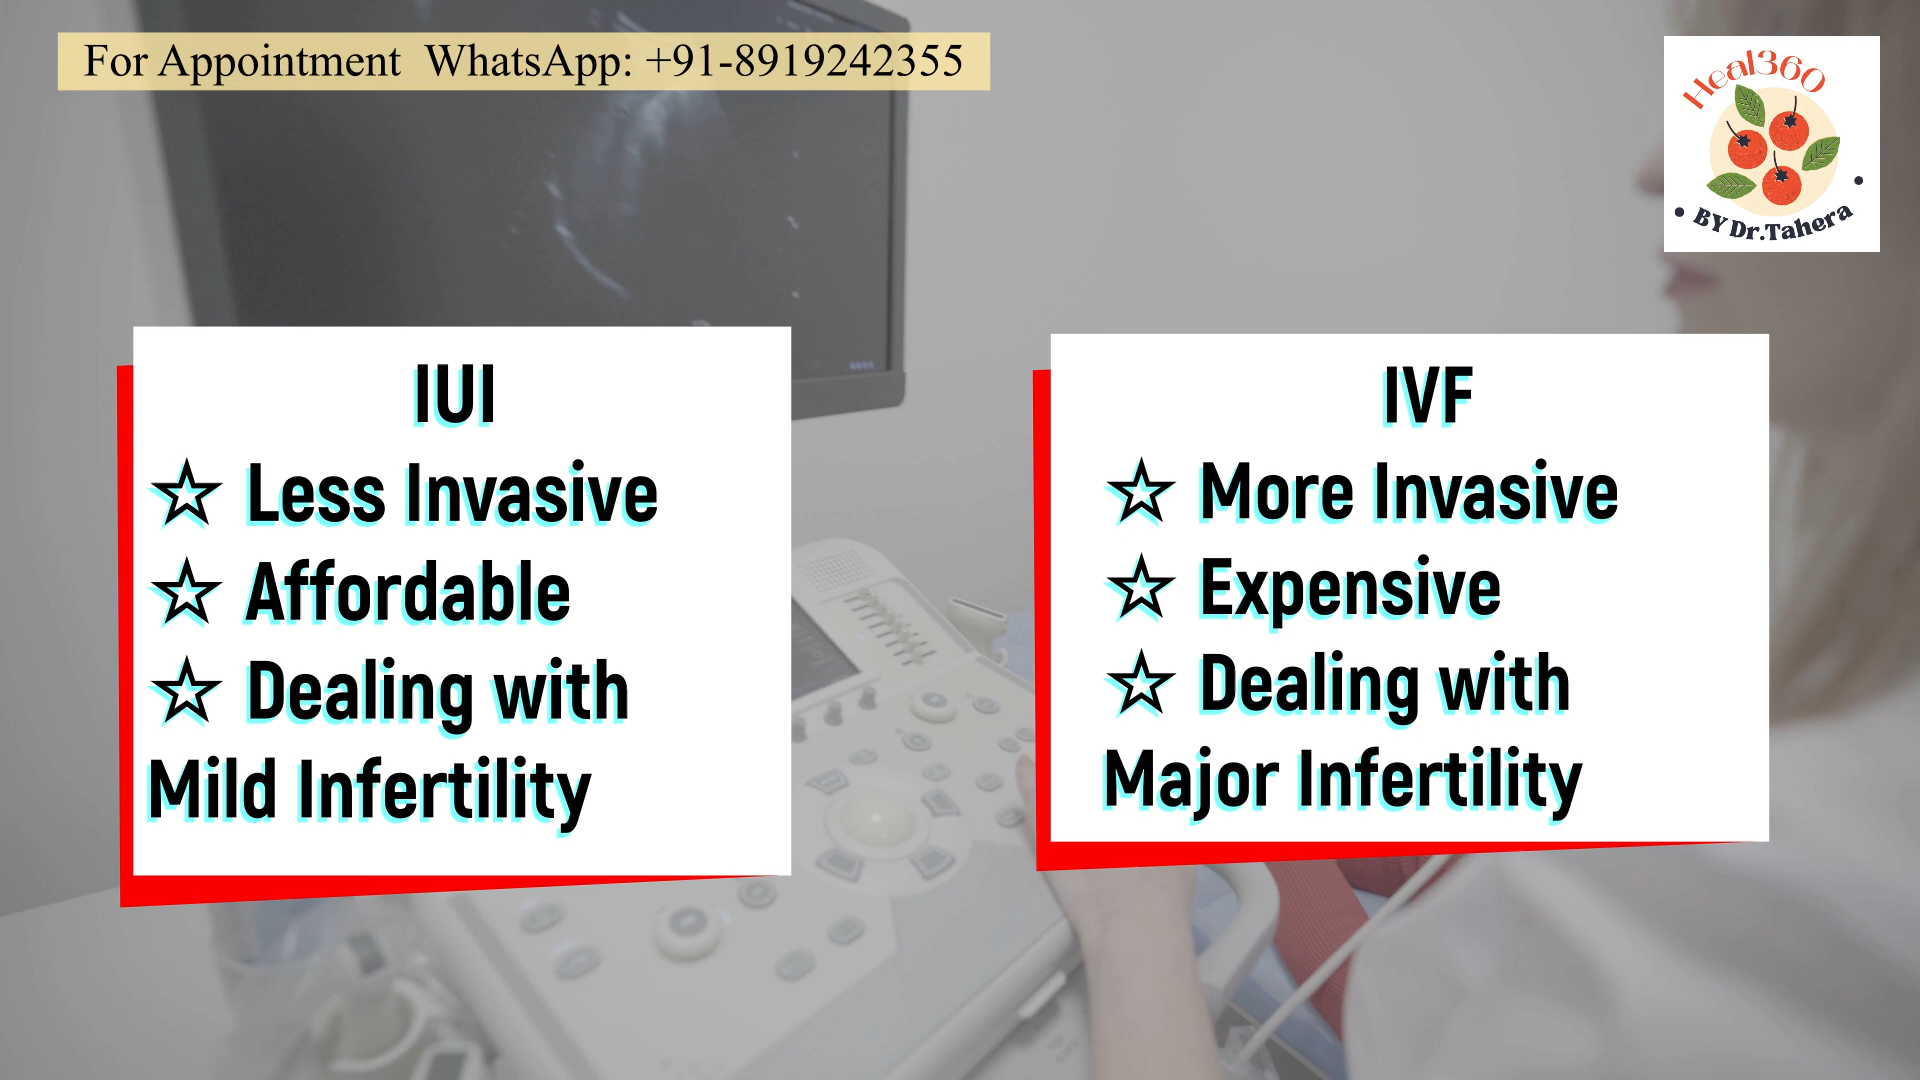 For Appointment WhatsApp: +91-8919242355
Heal360
BY Dr.Tahera
IUI
☆ Less Invasive
☆ Affordable
☆ Dealing with
Mild Infertility
IVF
☆ More Invasive
☆ Expensive
☆ Dealing with
Major Infertility